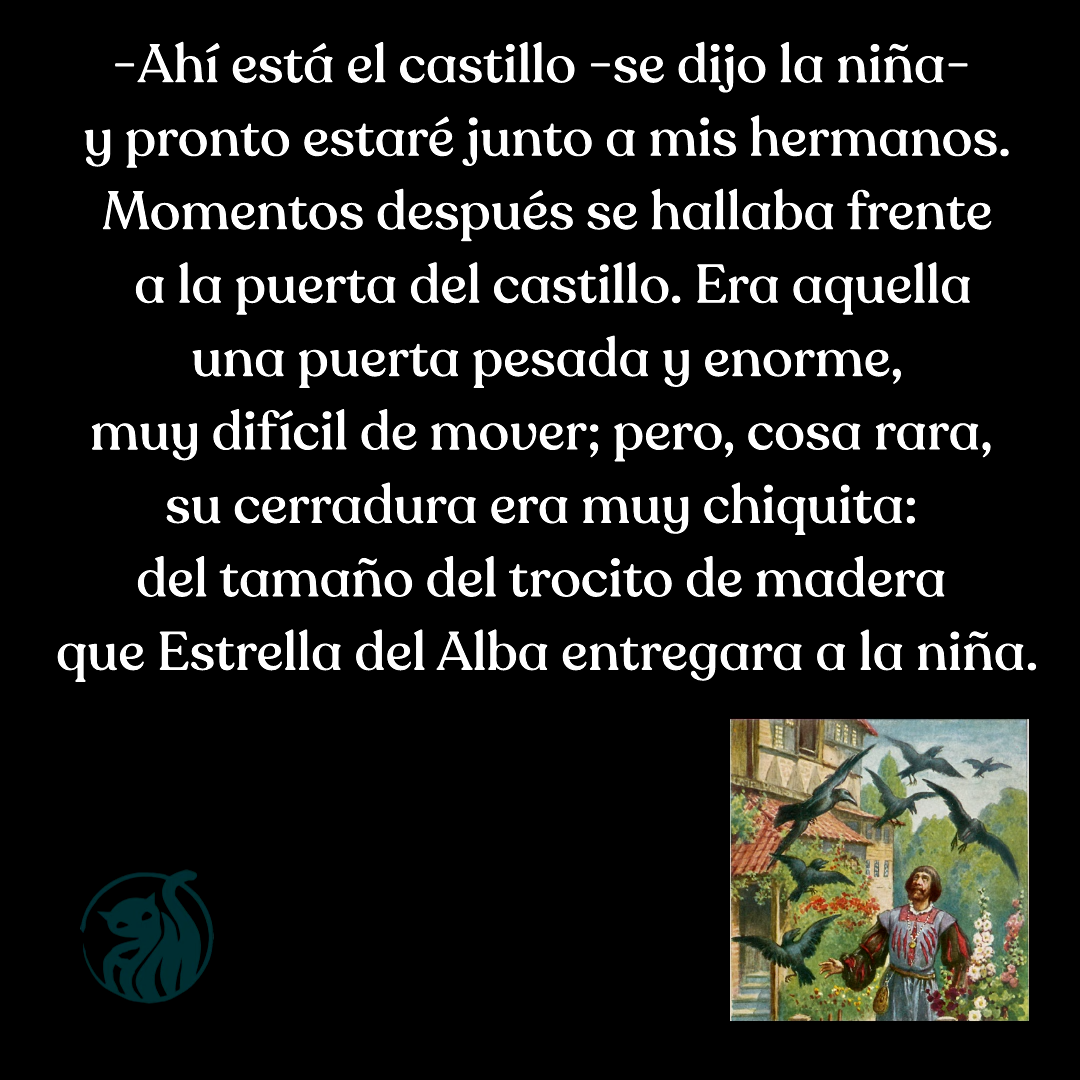 -Ahí está el castillo -se dijo la niña-
y pronto estaré junto a mis hermanos.
Momentos después se hallaba frente
a la puerta del castillo. Era aquella
una puerta pesada y enorme,
muy difícil de mover; pero, cosa rara,
su cerradura era muy chiquita:
del tamaño del trocito de madera
que Estrella del Alba entregara a la niña.